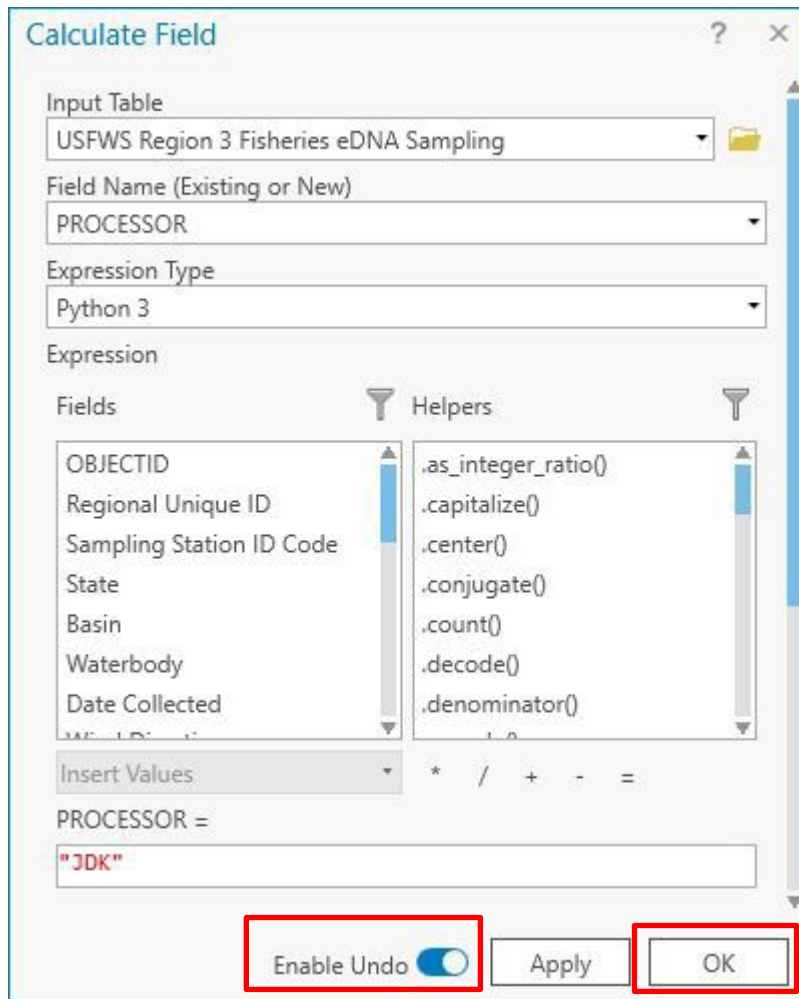 Calculate Field ? ×
Input Table
USFWS Region 3 Fisheries eDNA Sampling
Field Name (Existing or New)
PROCESSOR
Expression Type
Python 3
Expression
Fields Helpers
OBJECTID .as_integer_ratio()
Regional Unique ID .capitalize()
Sampling Station ID Code .center()
State .conjugate()
Basin .count()
Waterbody .decode()
Date Collected .denominator()
Insert Values * / + - =
PROCESSOR =
"JDK"
Enable Undo Apply OK